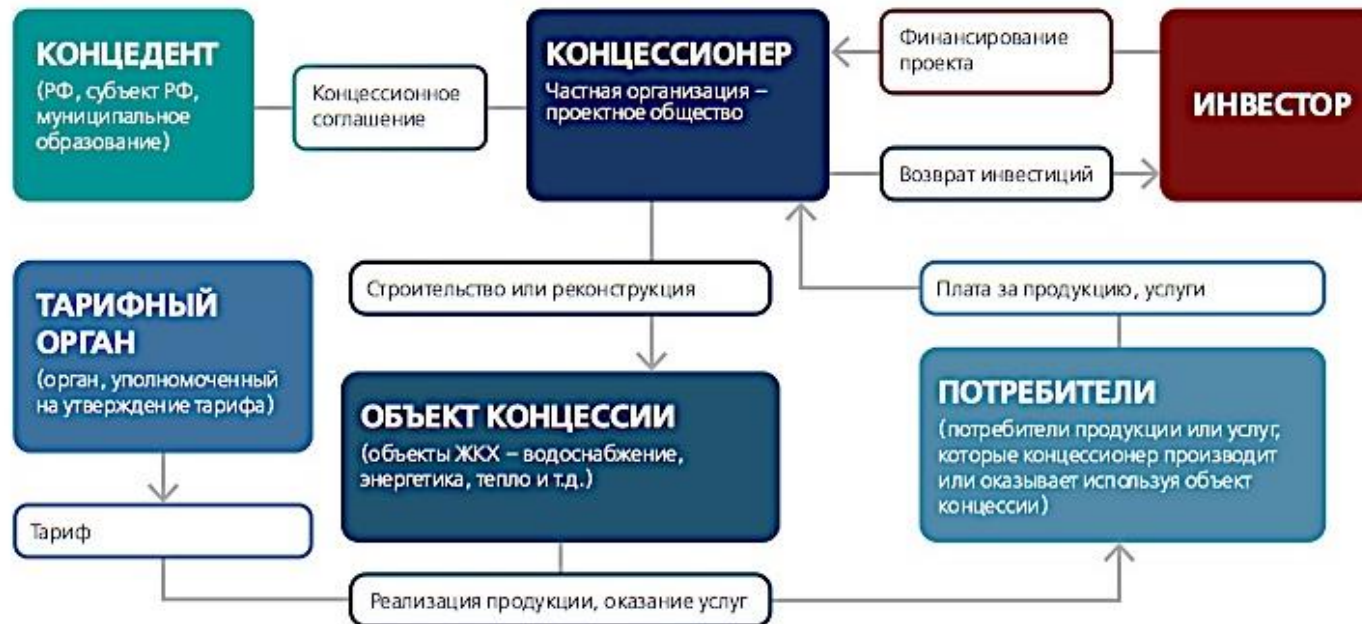 КОНЦЕДЕНТ
(РФ, субъект РФ,
муниципальное
образование)
Концессионное
соглашение
КОНЦЕССИОНЕР
Частная организация –
проектное общество
Финансирование
проекта
Возврат инвестиций
ИНВЕСТОР
ТАРИФНЫЙ
ОРГАН
(орган, уполномоченный
на утверждение тарифа)
Строительство или реконструкция
Плата за продукцию, услуги
ОБЪЕКТ КОНЦЕССИИ
(объекты ЖКХ – водоснабжение,
энергетика, тепло и т.д.)
ПОТРЕБИТЕЛИ
(потребители продукции или услуг,
которые концессионер производит
или оказывает используя объект
концессии)
Тариф
Реализация продукции, оказание услуг